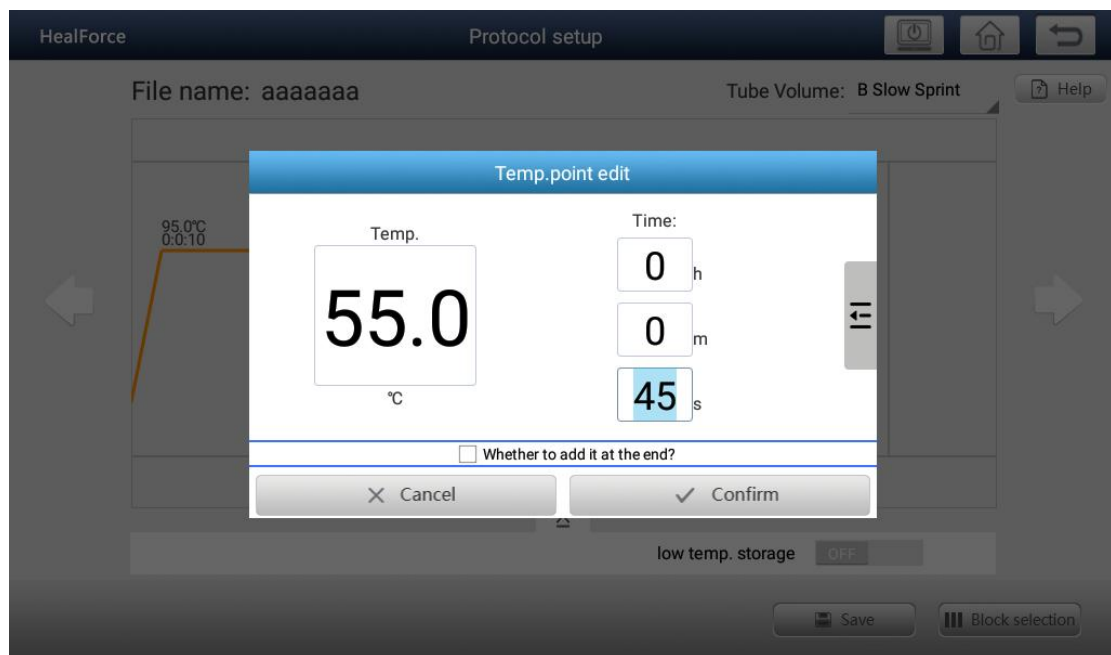 HealForce
Protocol setup
File name: aaaaaaa
Tube Volume: B Slow Sprint
Help
95.0℃
0:0:10
Temp.point edit
Temp.
55.0
℃
Time:
0 h
0 m
45 s
Whether to add it at the end?
Cancel
Confirm
low temp. storage OFF
Save
Block selection